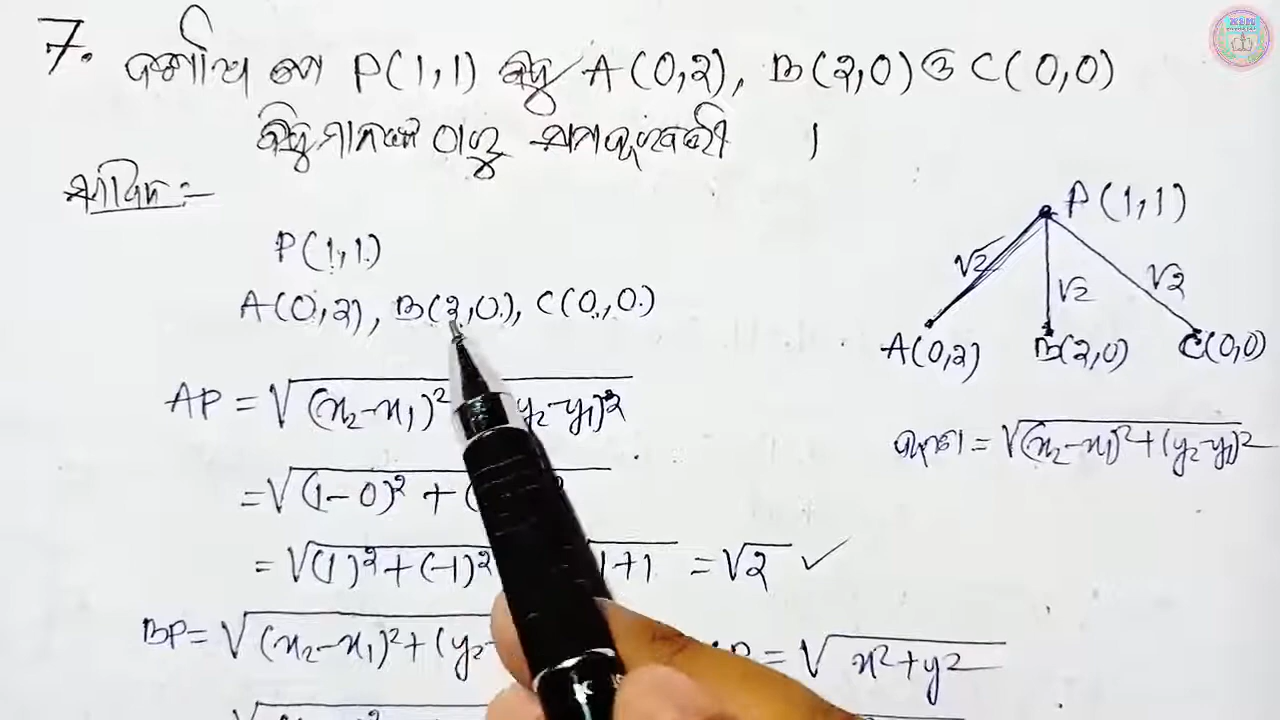 7. ଦର୍ଶାଅ ଯେ P(1,1) ବିନ୍ଦୁ A(0,2), B(2,0) ଓ C(0,0)
ବିନ୍ଦୁମାନଙ୍କ ଠାରୁ ସମଦୂରବର୍ତ୍ତୀ ।
ସମାଧାନ :-
P(1,1)
A(0,2), B(2,0), C(0,0)
AP = √(x₂-x₁)² y₂-y₁)²
= √(1-0)² + (
= √(1)²+(-1)² 1+1 = √2 ✓
BP= √(x₂-x₁)²+(y₂-
P = √x²+y²
P(1,1)
√2 √2 √2
A(0,2) B(2,0) C(0,0)
ଦୂରତା = √(x₂-x₁)²+(y₂-y₁)²